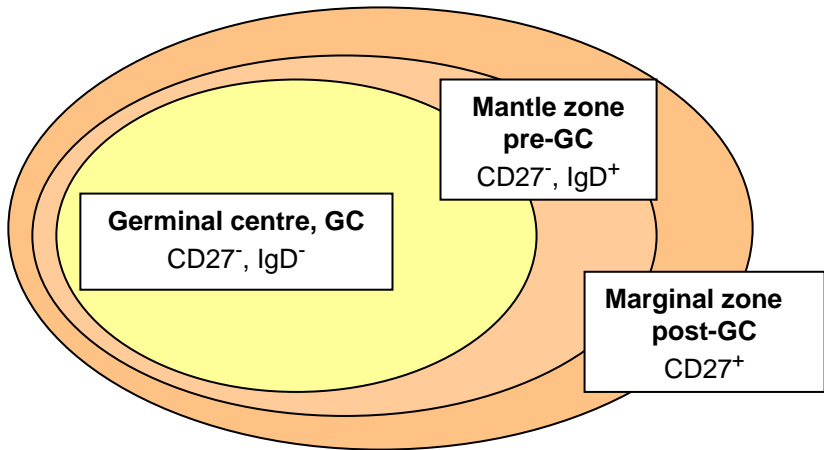 Mantle zone
pre-GC
CD27⁻, IgD⁺
Germinal centre, GC
CD27⁻, IgD⁻
Marginal zone
post-GC
CD27⁺